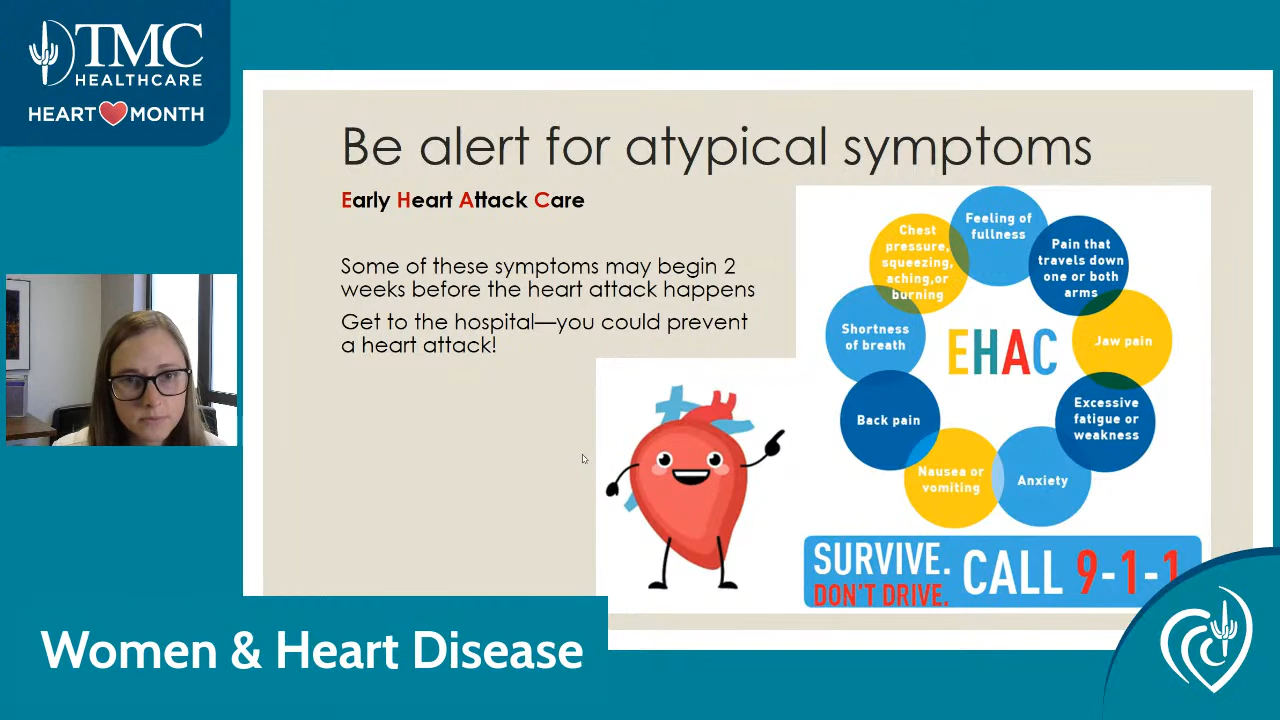 TMC
HEALTHCARE
HEART MONTH
Be alert for atypical symptoms
Early Heart Attack Care
Some of these symptoms may begin 2
weeks before the heart attack happens
Get to the hospital—you could prevent
a heart attack!
Feeling of
fullness
Pain that
travels down
one or both
arms
Jaw pain
Excessive
fatigue or
weakness
Anxiety
Nausea or
vomiting
Back pain
Shortness
of breath
Chest
pressure,
squeezing,
aching,or
burning
EHAC
SURVIVE.
DON'T DRIVE.
CALL 9-1-1
Women & Heart Disease